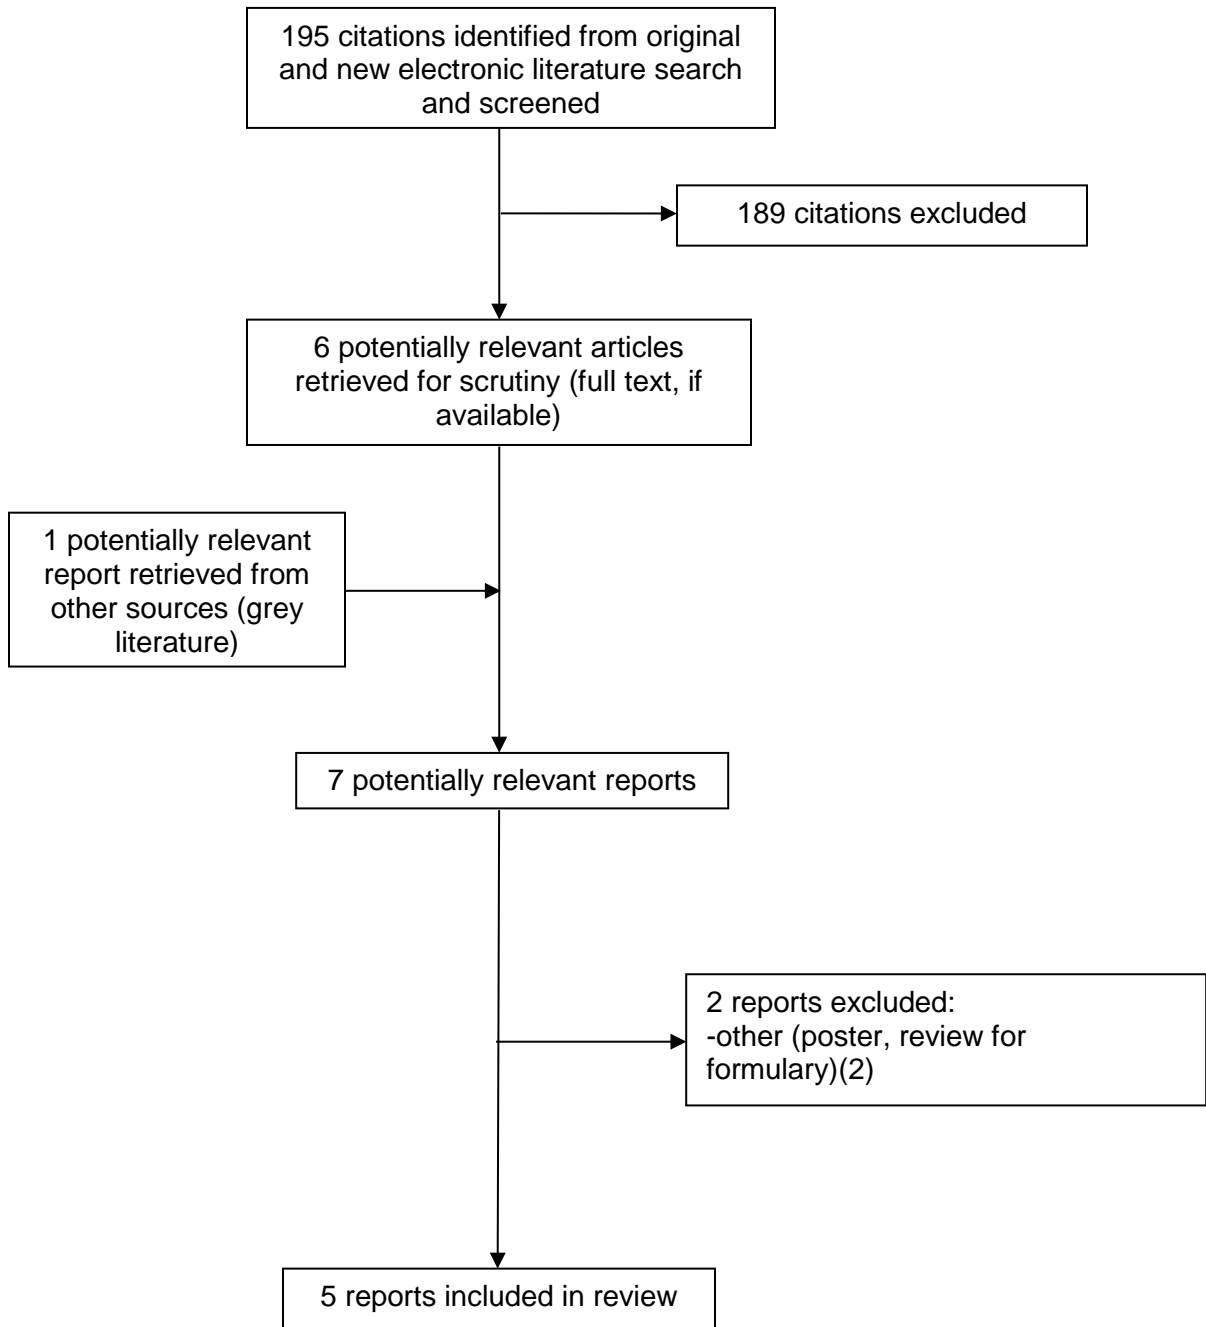 195 citations identified from original
and new electronic literature search
and screened
189 citations excluded
6 potentially relevant articles
retrieved for scrutiny (full text, if
available)
1 potentially relevant
report retrieved from
other sources (grey
literature)
7 potentially relevant reports
2 reports excluded:
-other (poster, review for
formulary)(2)
5 reports included in review